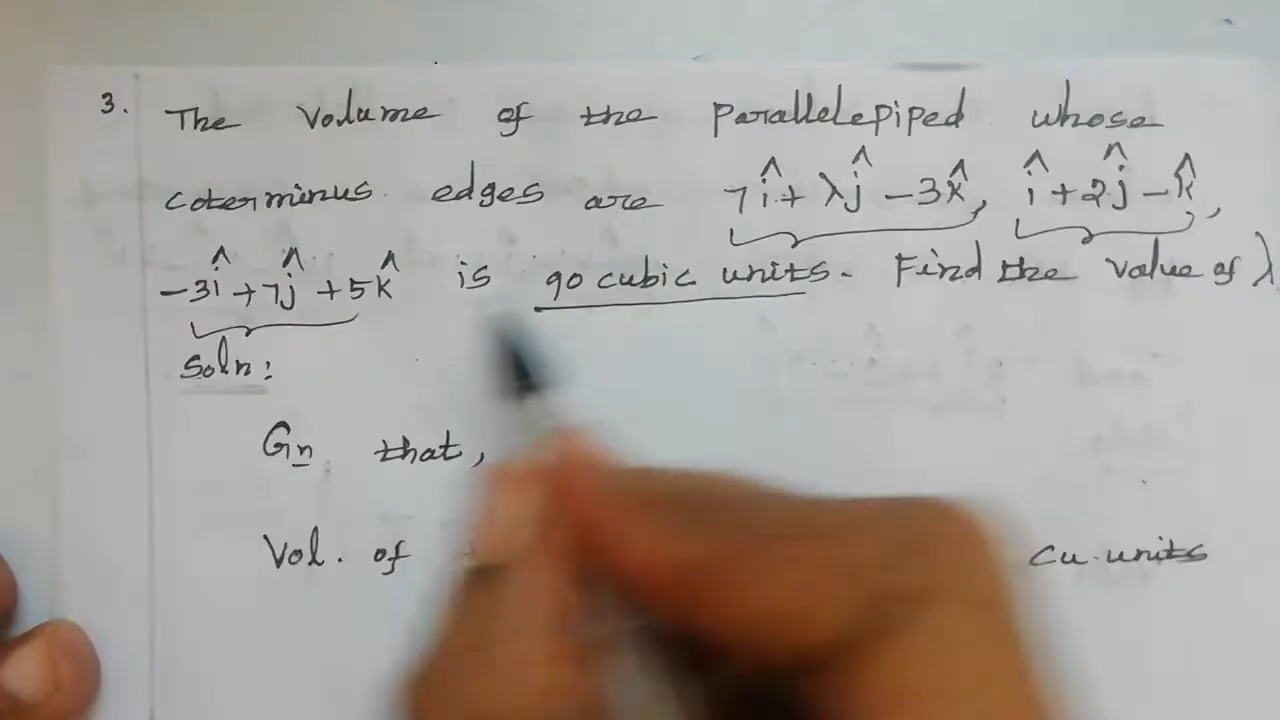 3. The volume of the parallelepiped whose
coterminus edges are 7î + λĵ - 3k̂, î + 2ĵ - k̂,
-3î + 7ĵ + 5k̂ is 90 cubic units. Find the value of λ
Soln:
Gn that,
Vol. of cu. units